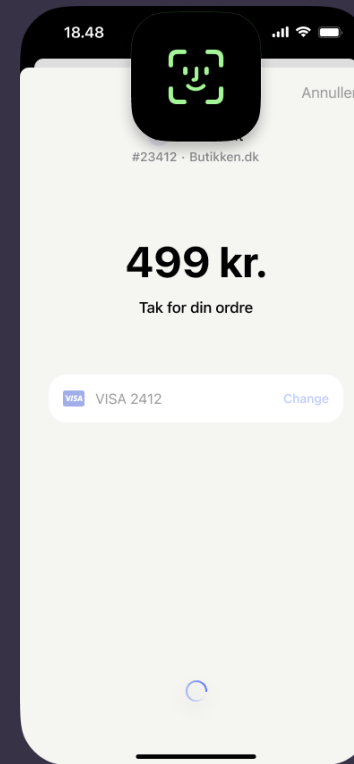 18.48
Annuller
#23412 · Butikken.dk
499 kr.
Tak for din ordre
VISA VISA 2412 Change